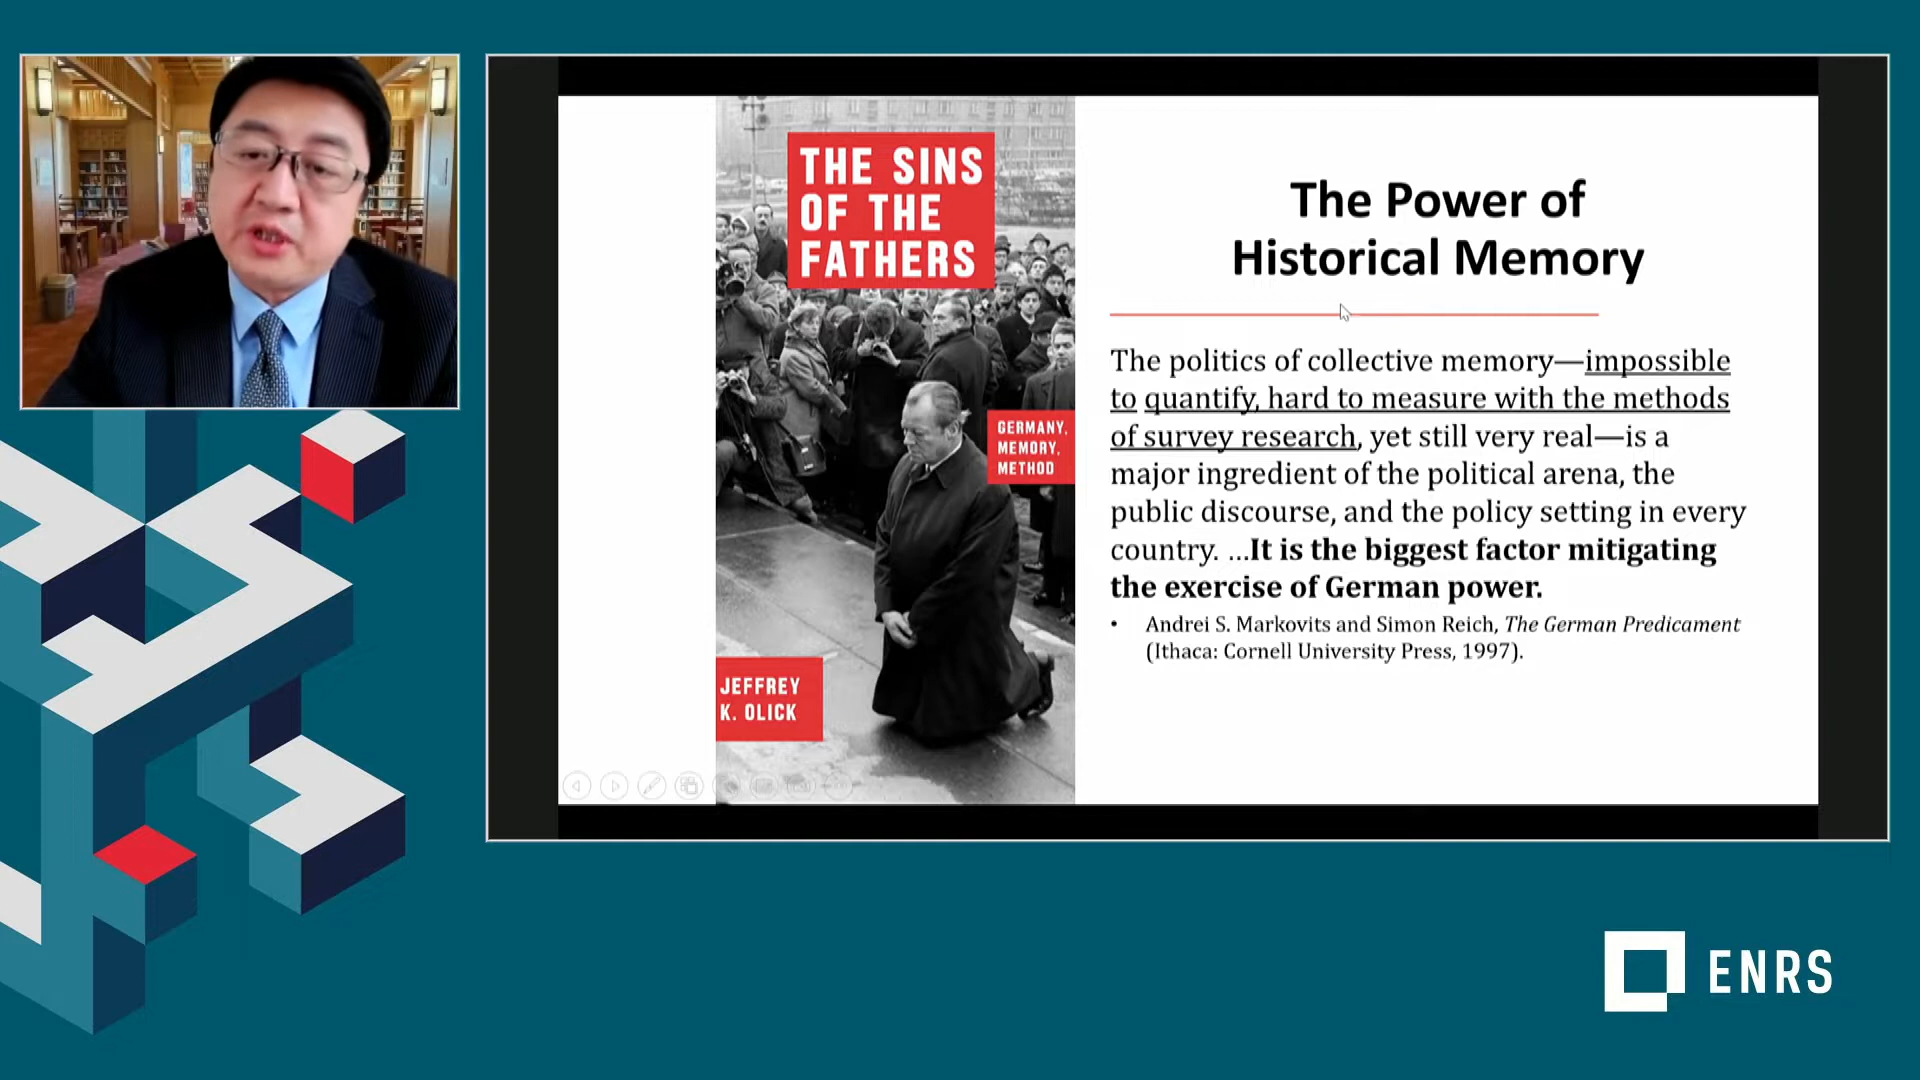 THE SINS
OF THE
FATHERS
GERMANY,
MEMORY,
METHOD
JEFFREY
K. OLICK
The Power of
Historical Memory
The politics of collective memory—impossible
to quantify, hard to measure with the methods
of survey research, yet still very real—is a
major ingredient of the political arena, the
public discourse, and the policy setting in every
country. ...It is the biggest factor mitigating
the exercise of German power.
• Andrei S. Markovits and Simon Reich, The German Predicament
(Ithaca: Cornell University Press, 1997).
ENRS